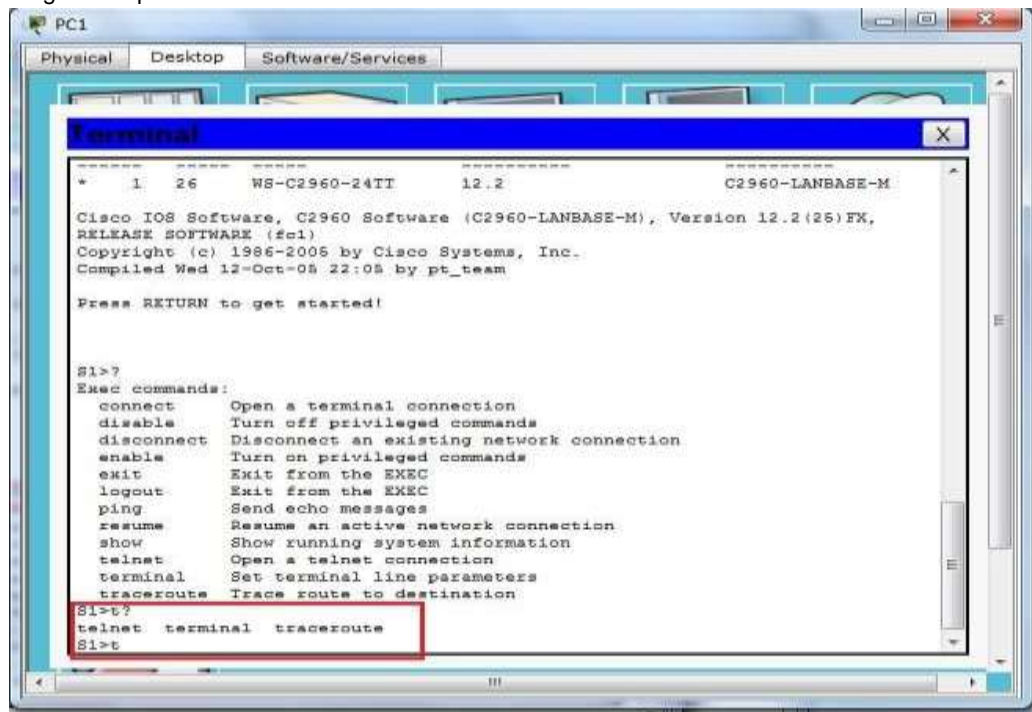 PC1
Physical Desktop Software/Services
Terminal X
------ ----- ----- ---------- ----------
* 1 26 WS-C2960-24TT 12.2 C2960-LANBASE-M
Cisco IOS Software, C2960 Software (C2960-LANBASE-M), Version 12.2(25)FX,
RELEASE SOFTWARE (fc1)
Copyright (c) 1986-2005 by Cisco Systems, Inc.
Compiled Wed 12-Oct-05 22:05 by pt_team
Press RETURN to get started!
S1>?
Exec commands:
connect Open a terminal connection
disable Turn off privileged commands
disconnect Disconnect an existing network connection
enable Turn on privileged commands
exit Exit from the EXEC
logout Exit from the EXEC
ping Send echo messages
resume Resume an active network connection
show Show running system information
telnet Open a telnet connection
terminal Set terminal line parameters
traceroute Trace route to destination
S1>t?
telnet terminal traceroute
S1>t